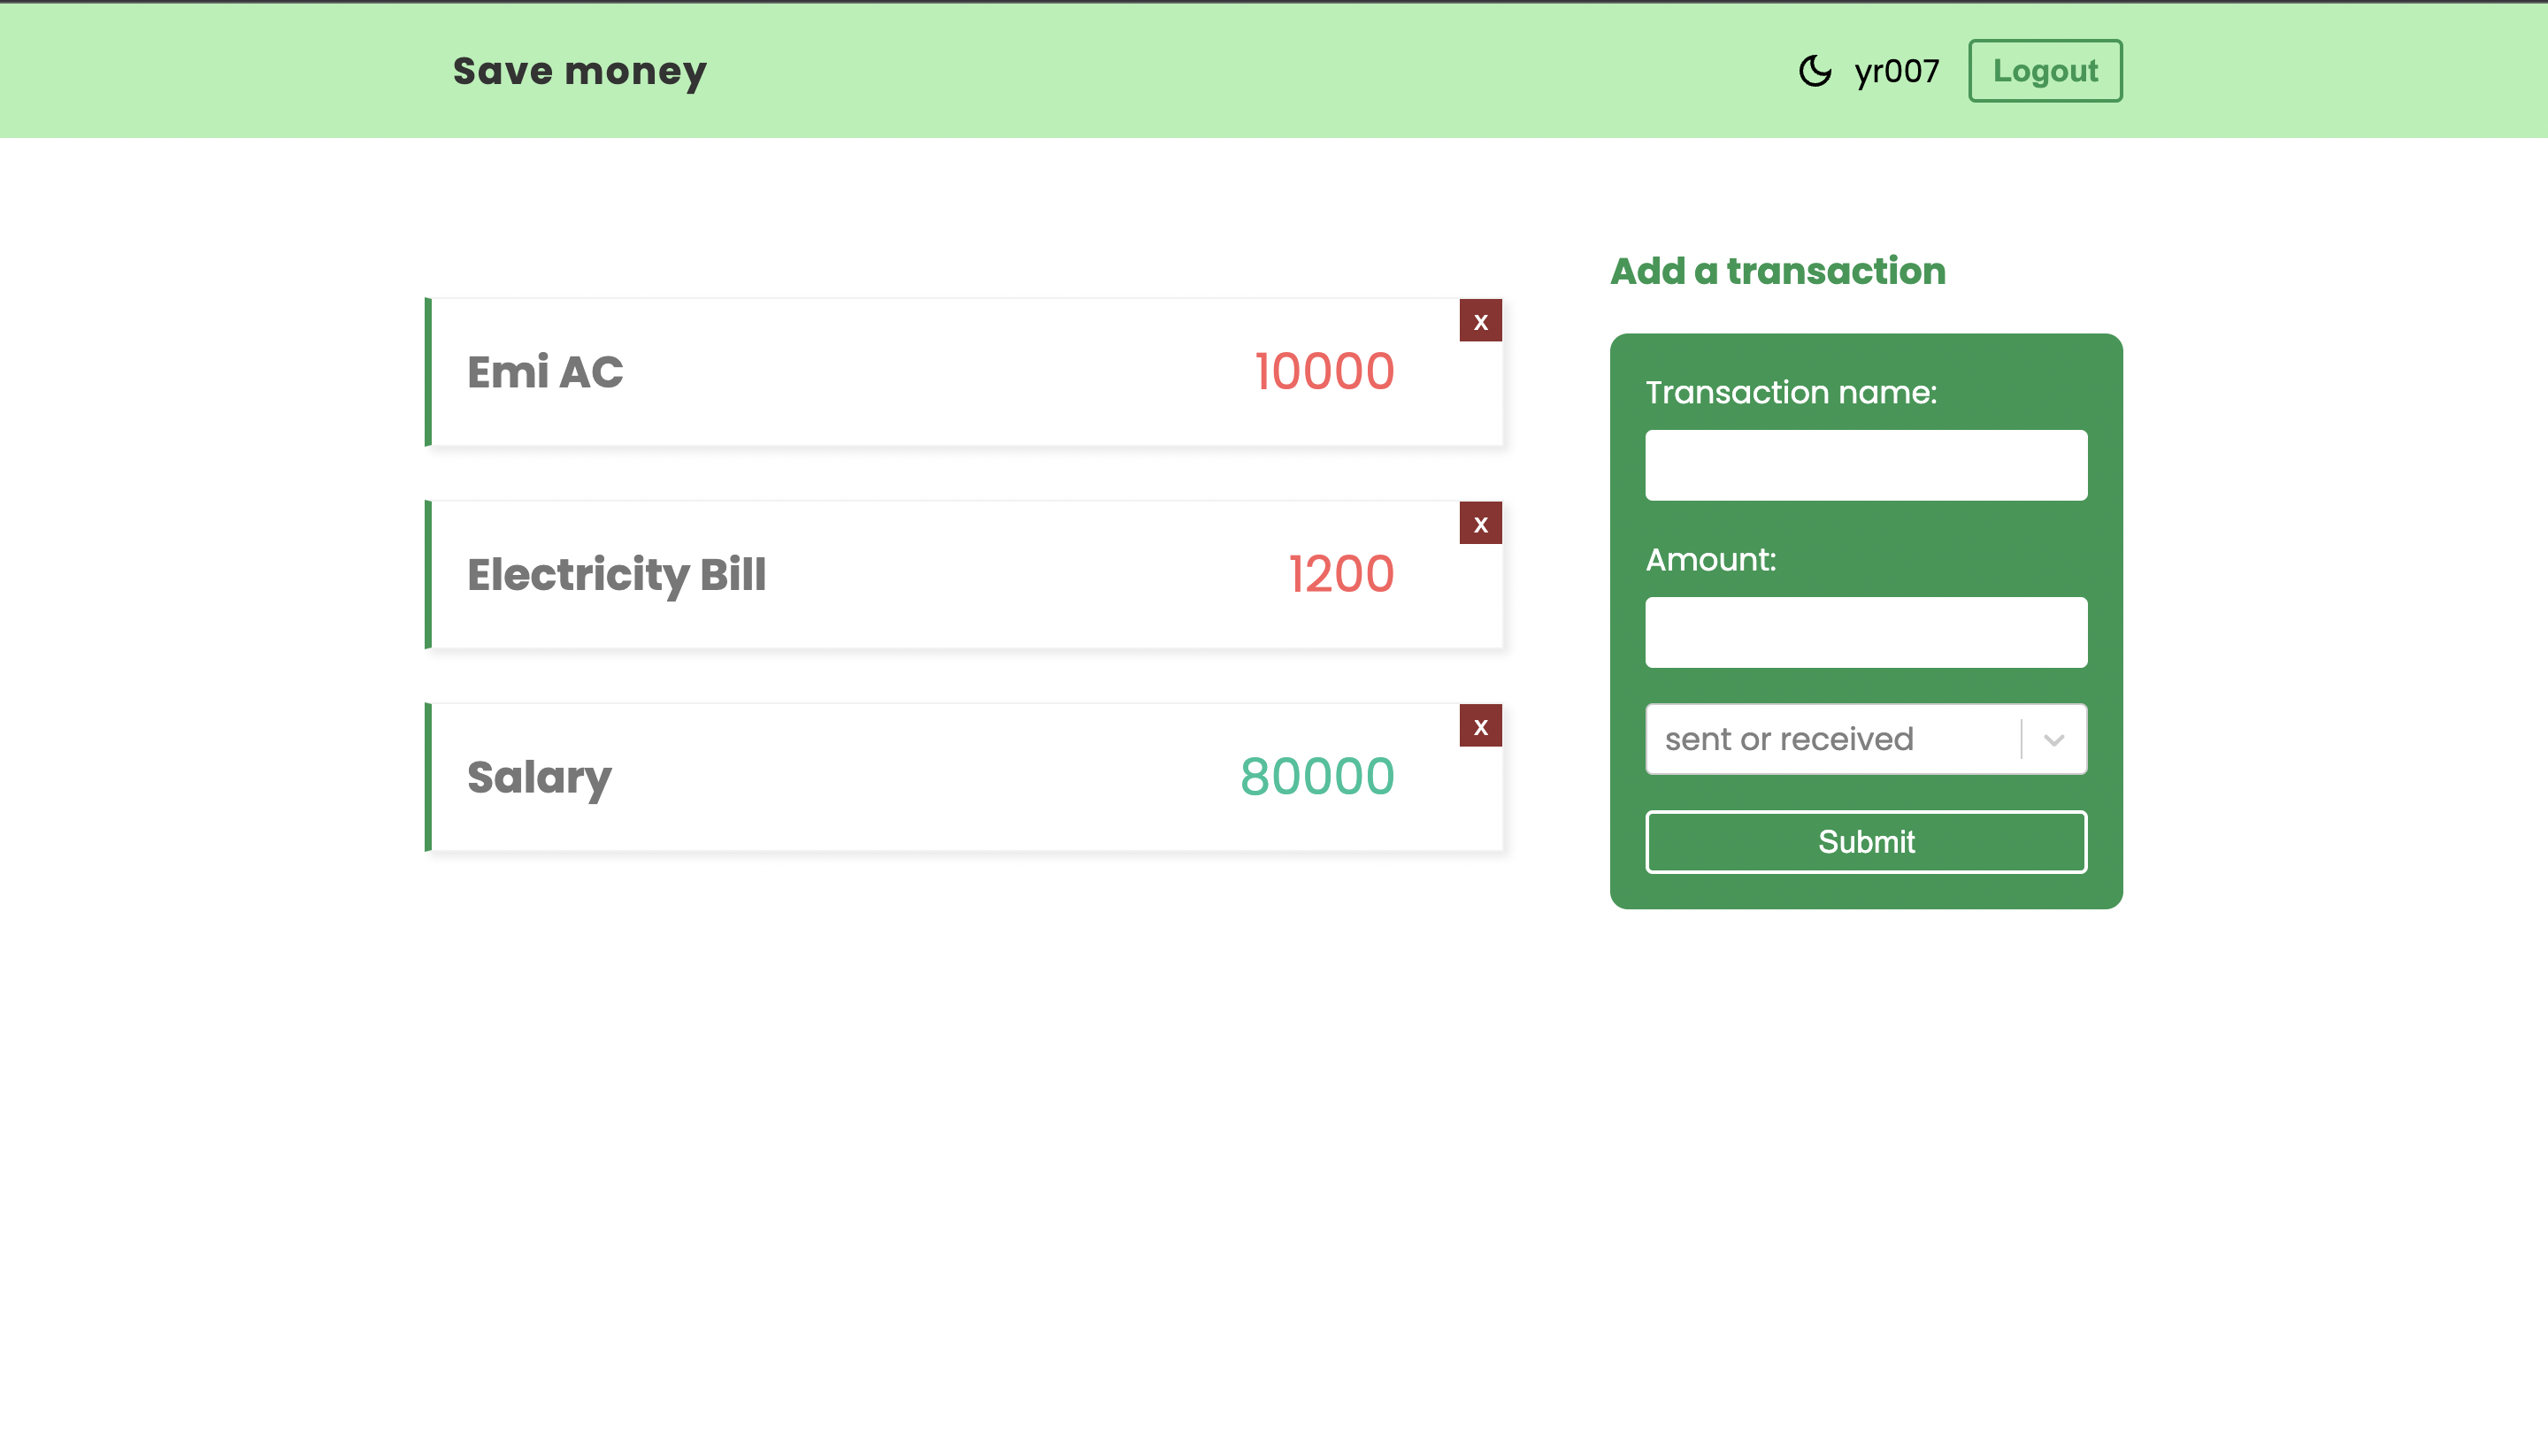 Save money
yr007
Logout
Emi AC
10000
x
Electricity Bill
1200
x
Salary
80000
x
Add a transaction
Transaction name:
Amount:
sent or received
Submit